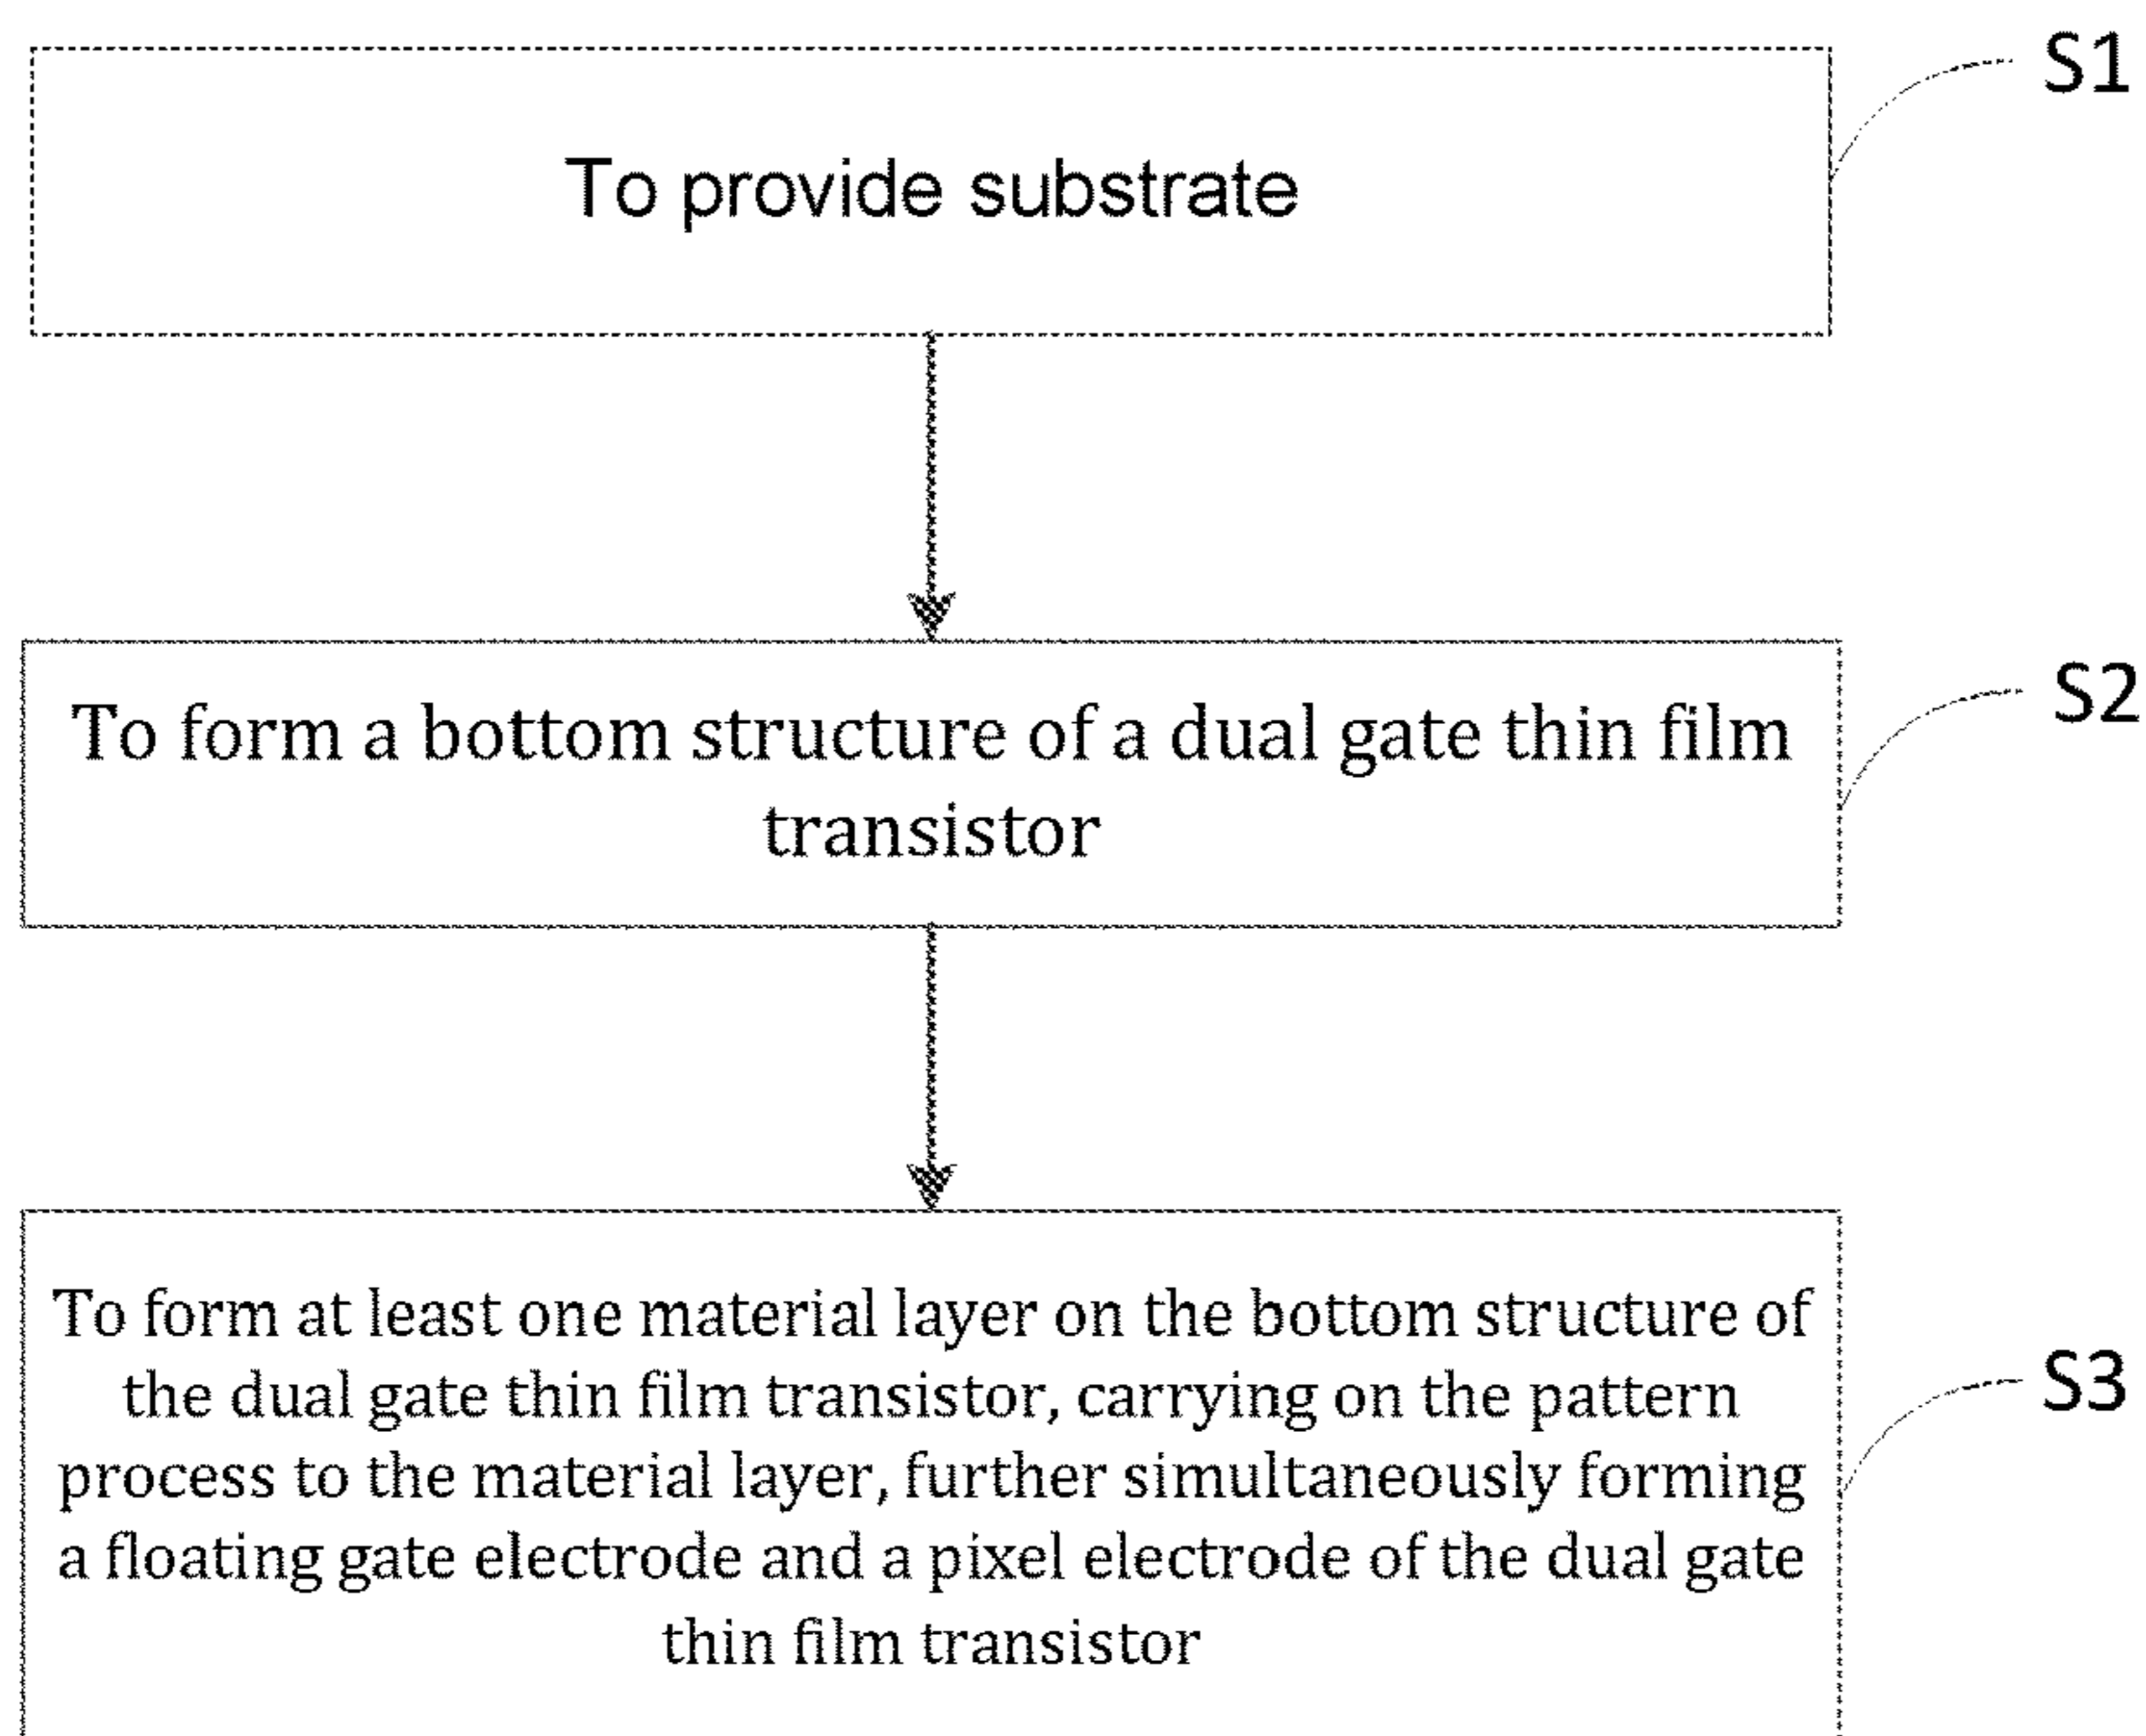 S1
To provide substrate
S2
To form a bottom structure of a dual gate thin film
transistor
To form at least one material layer on the bottom structure of
the dual gate thin film transistor, carrying on the pattern
process to the material layer, further simultaneously forming
a floating gate electrode and a pixel electrode of the dual gate
thin film transistor
S3